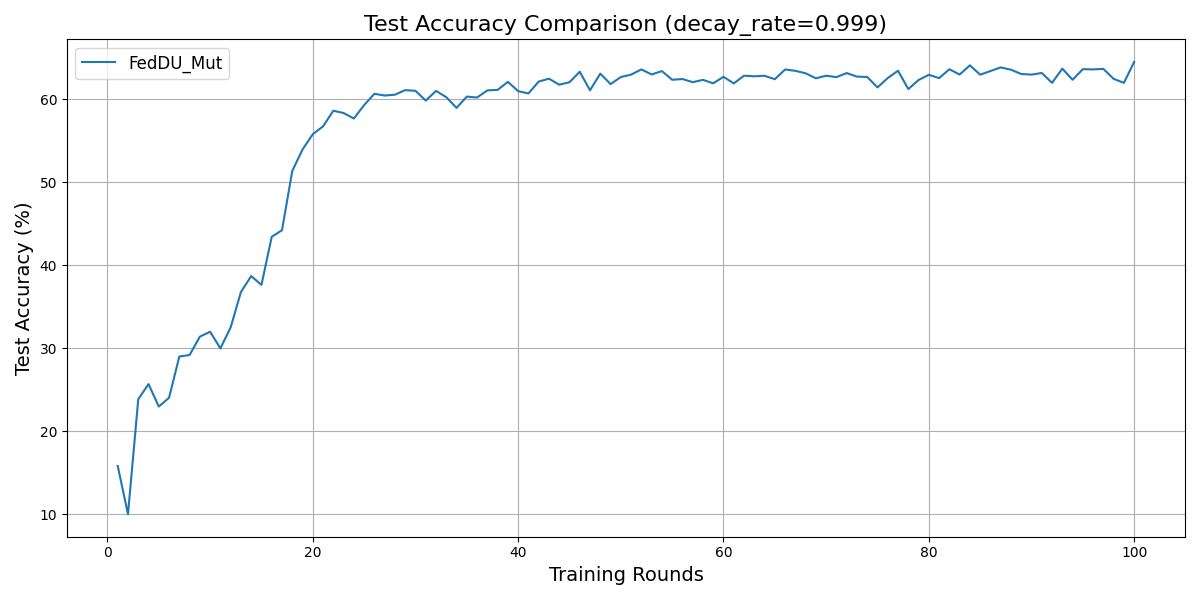 Test Accuracy Comparison (decay_rate=0.999)
FedDU_Mut
Test Accuracy (%)
60
50
40
30
20
10
0 20 40 60 80 100
Training Rounds